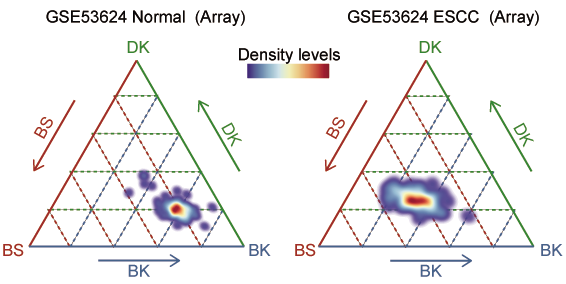 GSE53624 Normal (Array)
GSE53624 ESCC (Array)
DK
DK
Density levels
BS
DK
BS
DK
BS
BK
BS
BK
BK
BK